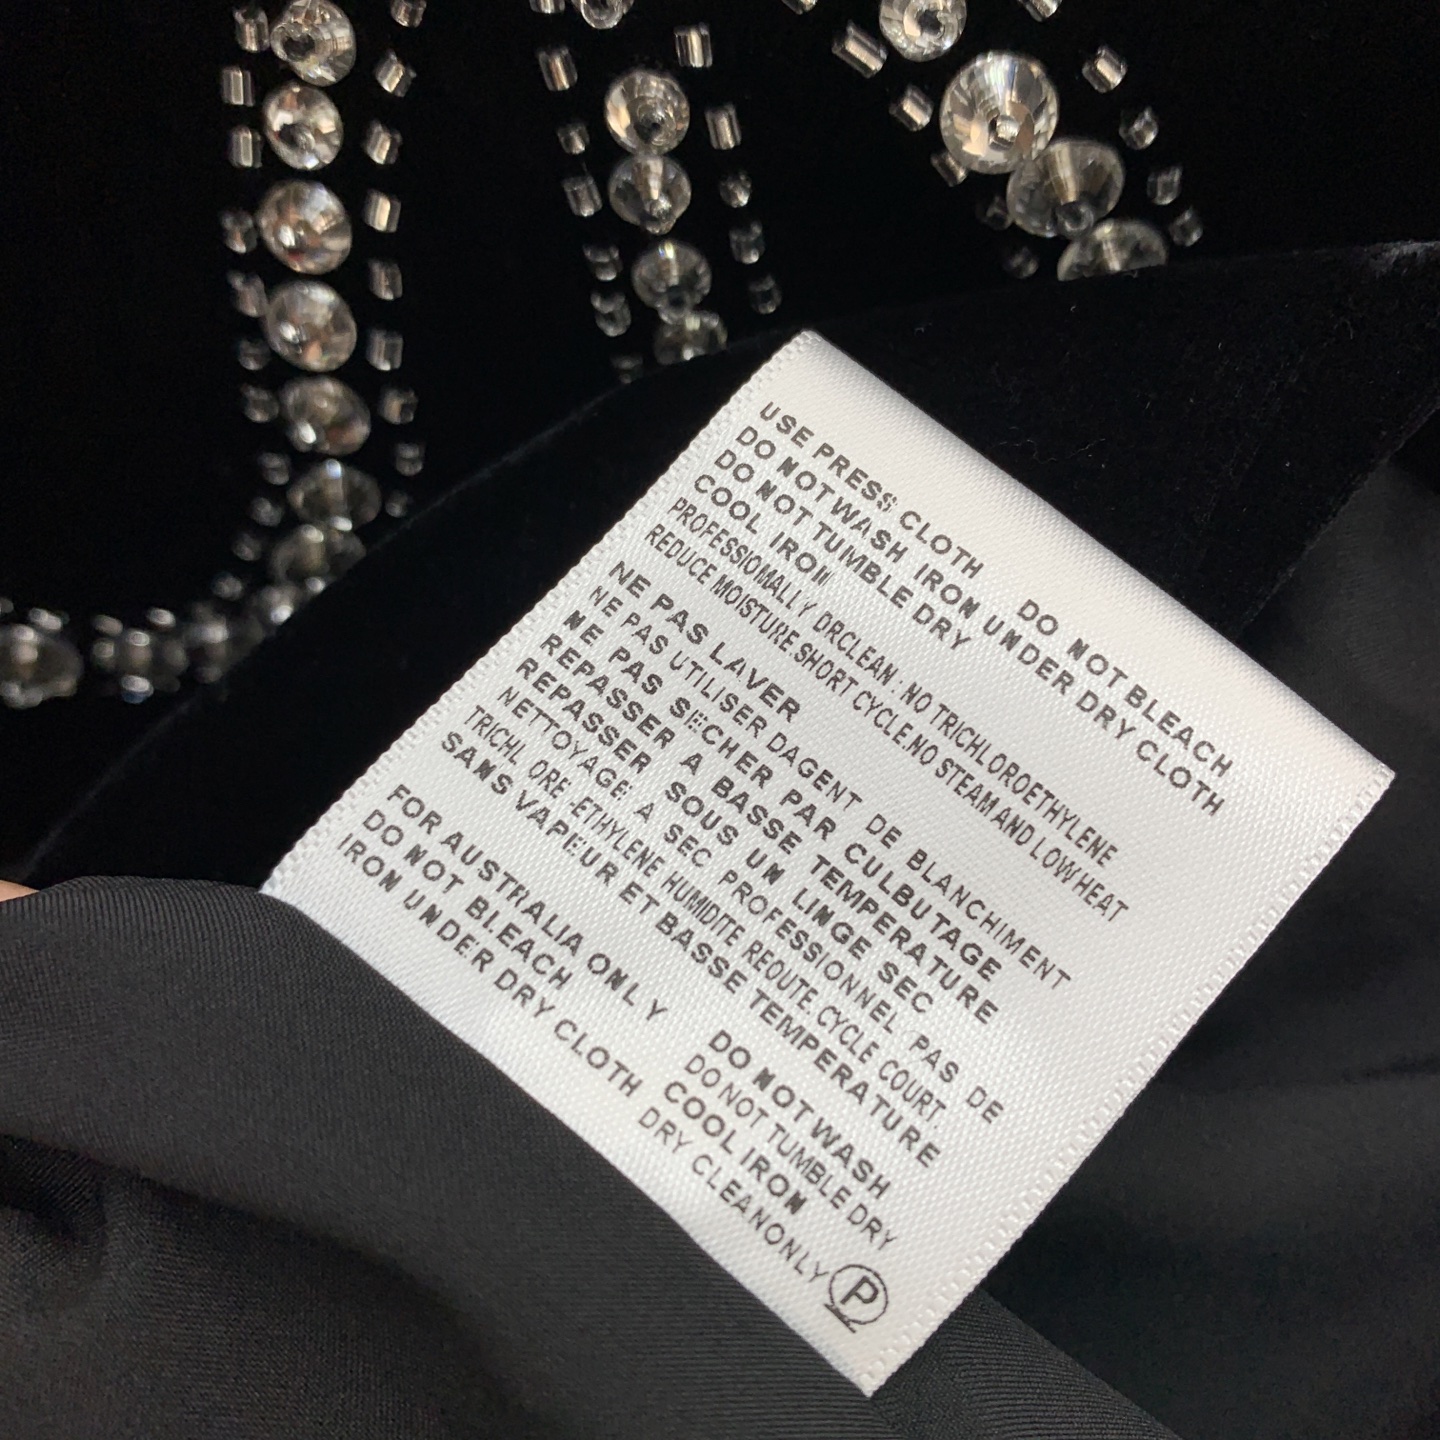 USE PRESS CLOTH DO NOT BLEACH
DO NOT WASH IRON UNDER DRY CLOTH
DO NOT TUMBLE DRY
COOL IRON
PROFESSIONALLY DRCLEAN : NO TRICHLOROETHYLENE
REDUCE MOISTURE SHORT CYCLE.NO STEAM AND LOW HEAT
NE PAS LAVER
NE PAS UTILISER DAGENT DE BLANCHIMENT
NE PAS SECHER PAR CULBUTAGE
REPASSER A BASSE TEMPERATURE
REPASSER SOUS UN LINGE SEC
NETTOYAGE A SEC PROFESSIONNEL PAS DE
TRICHL ORE -ETHYLENE HUMIDITE REOUTE. CYCLE COURT.
SANS VAPEUR ET BASSE TEMPERATURE
FOR AUSTRALIA ONLY DO NOT WASH
DO NOT BLEACH DO NOT TUMBLE DRY
IRON UNDER DRY CLOTH COOL IRON
DRY CLEAN ONLY P